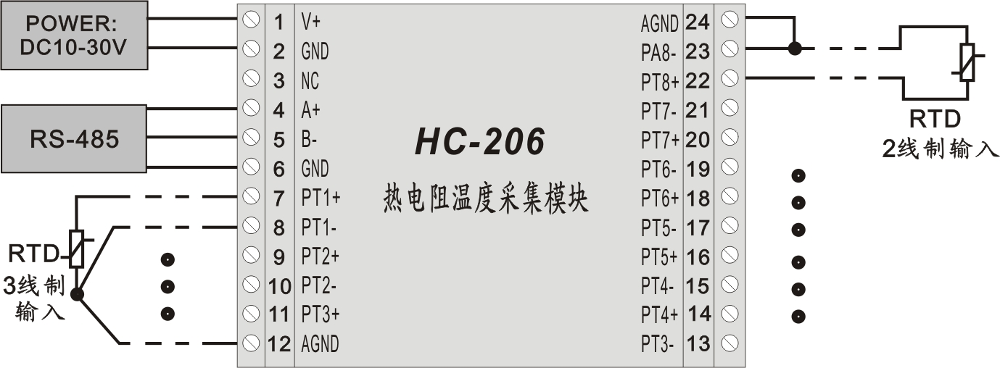 POWER:
DC10-30V
RS-485
RTD
3线制
输入
1 V+
2 GND
3 NC
4 A+
5 B-
6 GND
7 PT1+
8 PT1-
9 PT2+
10 PT2-
11 PT3+
12 AGND
HC-206
热电阻温度采集模块
AGND 24
PA8- 23
PT8+ 22
PT7- 21
PT7+ 20
PT6- 19
PT6+ 18
PT5- 17
PT5+ 16
PT4- 15
PT4+ 14
PT3- 13
RTD
2线制输入